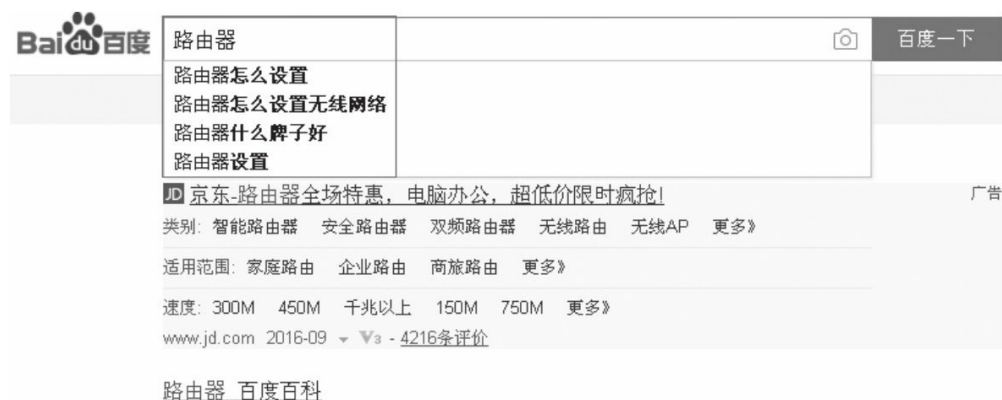 Bai du 百度 路由器 百度一下
路由器怎么设置
路由器怎么设置无线网络
路由器什么牌子好
路由器设置
JD 京东-路由器全场特惠，电脑办公，超低价限时疯抢! 广告
类别: 智能路由器 安全路由器 双频路由器 无线路由 无线AP 更多》
适用范围: 家庭路由 企业路由 商旅路由 更多》
速度: 300M 450M 千兆以上 150M 750M 更多》
www.jd.com 2016-09 V3 - 4216条评价
路由器_百度百科